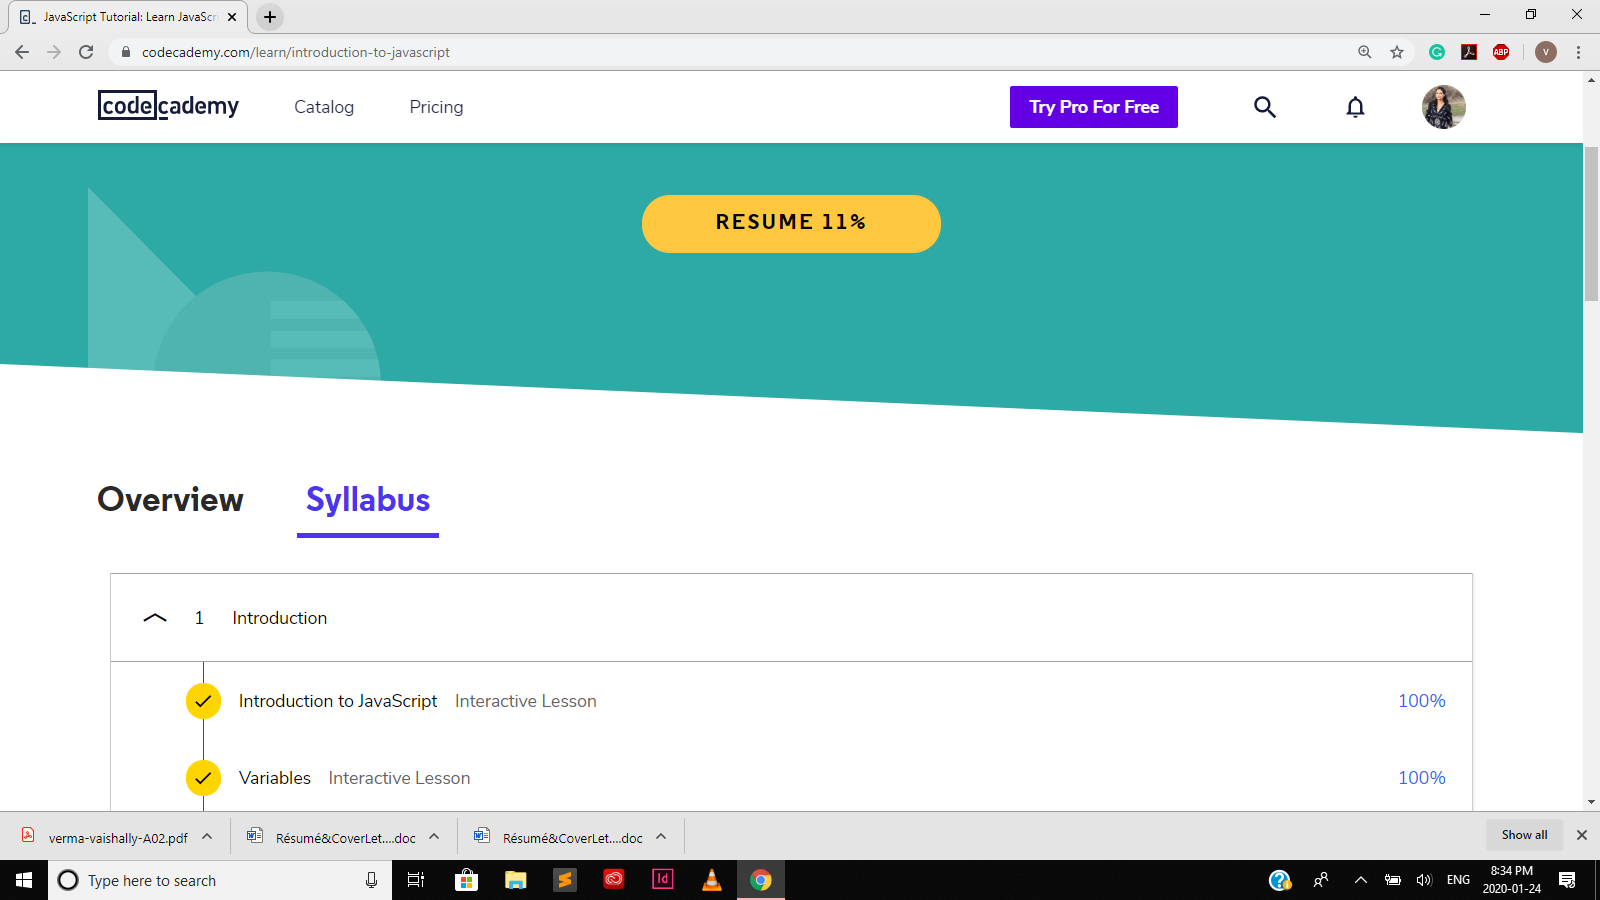 JavaScript Tutorial: Learn JavaScr
codecademy.com/learn/introduction-to-javascript
ABP
V
codecademy
Catalog
Pricing
Try Pro For Free
RESUME 11%
Overview
Syllabus
1 Introduction
Introduction to JavaScript Interactive Lesson 100%
Variables Interactive Lesson 100%
verma-vaishally-A02.pdf
Résumé&CoverLet....doc
Résumé&CoverLet....doc
Show all
Type here to search
Id
ENG
8:34 PM
2020-01-24